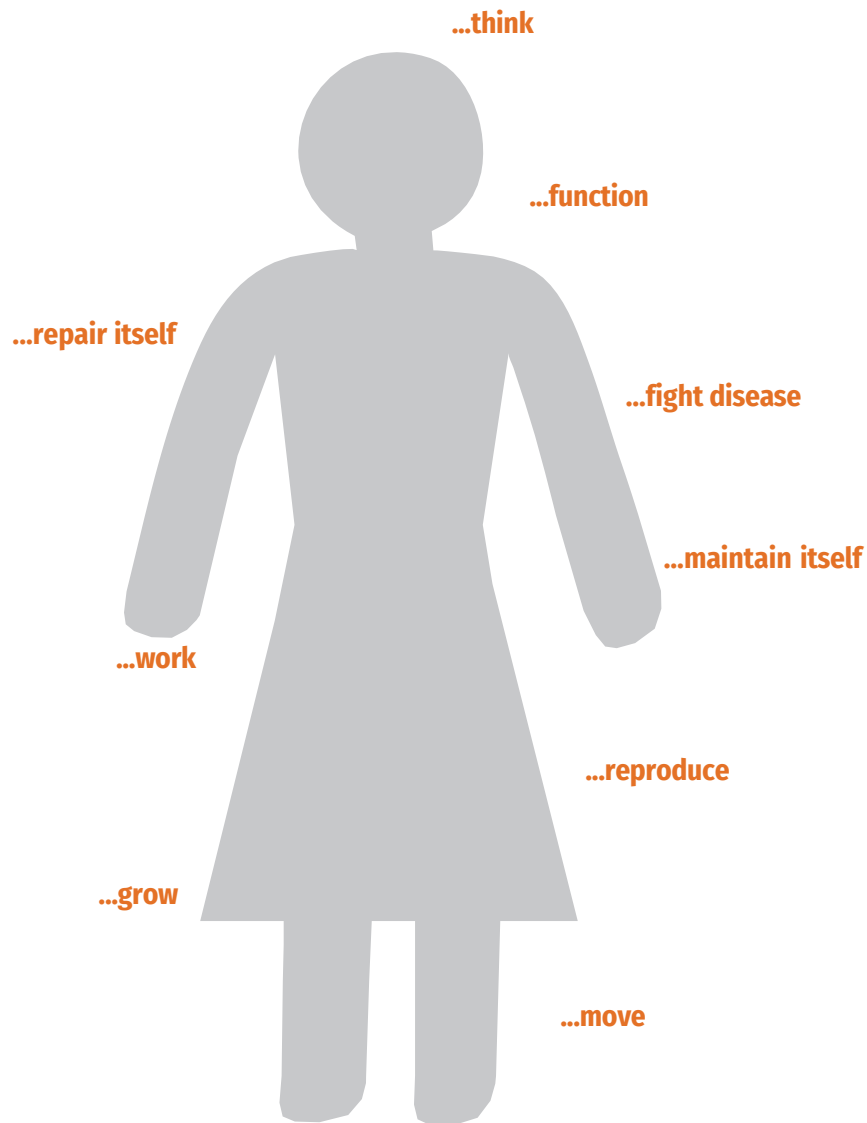 ...think
...function
...repair itself
...fight disease
...maintain itself
...work
...reproduce
...grow
...move